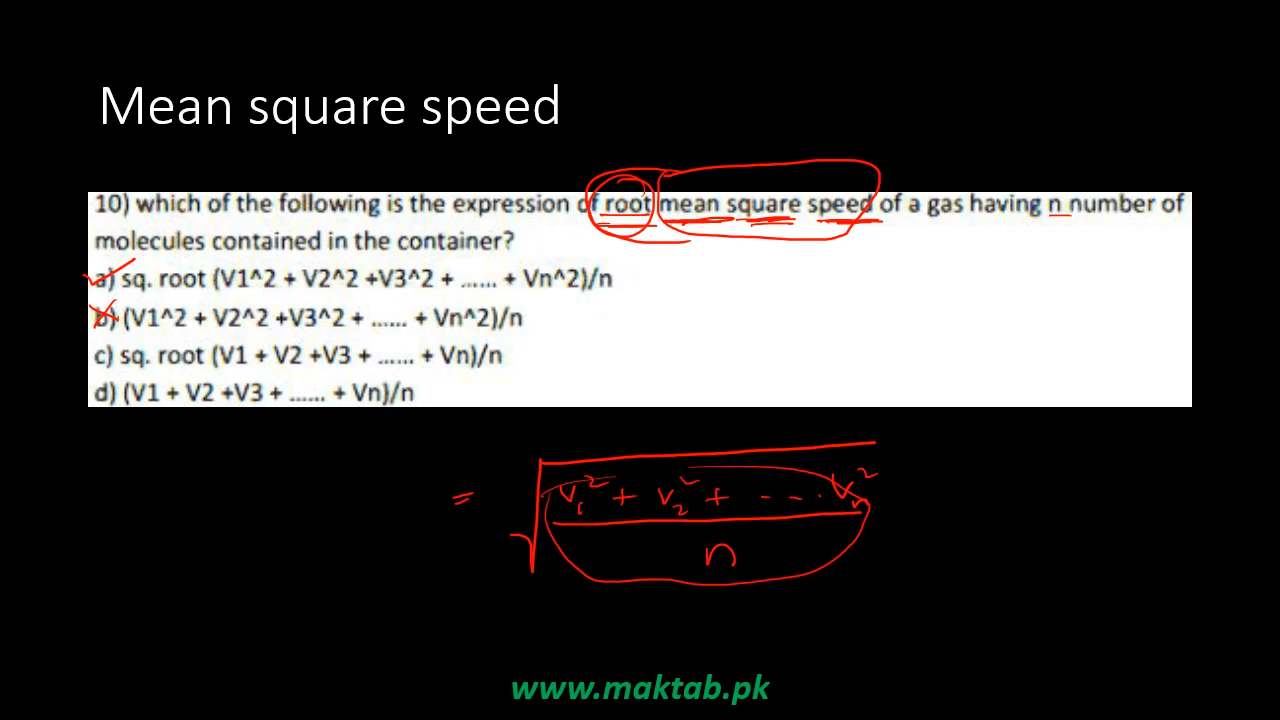 Mean square speed
10) which of the following is the expression of root mean square speed of a gas having n number of
molecules contained in the container?
a) sq. root (V1^2 + V2^2 +V3^2 + ...... + Vn^2)/n
b) (V1^2 + V2^2 +V3^2 + ...... + Vn^2)/n
c) sq. root (V1 + V2 +V3 + ...... + Vn)/n
d) (V1 + V2 +V3 + ...... + Vn)/n
= √ v₁² + v₂² + - - - . vₙ²
n
www.maktab.pk